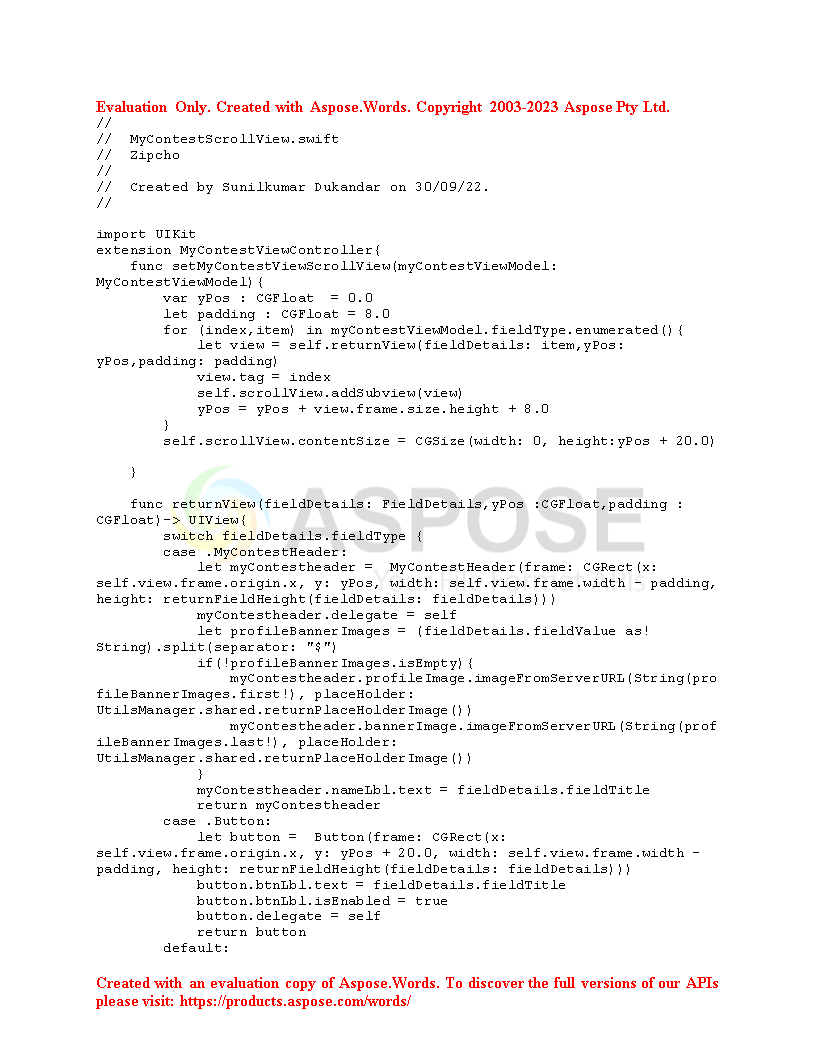 Evaluation Only. Created with Aspose.Words. Copyright 2003-2023 Aspose Pty Ltd.
//
//  MyContestScrollView.swift
//  Zipcho
//
//  Created by Sunilkumar Dukandar on 30/09/22.
//
import UIKit
extension MyContestViewController{
    func setMyContestViewScrollView(myContestViewModel:
MyContestViewModel){
        var yPos : CGFloat  = 0.0
        let padding : CGFloat = 8.0
        for (index,item) in myContestViewModel.fieldType.enumerated(){
            let view = self.returnView(fieldDetails: item,yPos:
yPos,padding: padding)
            view.tag = index
            self.scrollView.addSubview(view)
            yPos = yPos + view.frame.size.height + 8.0
        }
        self.scrollView.contentSize = CGSize(width: 0, height:yPos + 20.0)
    }
    func returnView(fieldDetails: FieldDetails,yPos :CGFloat,padding :
CGFloat)-> UIView{
ASPOSE
        switch fieldDetails.fieldType {
        case .MyContestHeader:
            let myContestheader =  MyContestHeader(frame: CGRect(x:
self.view.frame.origin.x, y: yPos, width: self.view.frame.width - padding,
height: returnFieldHeight(fieldDetails: fieldDetails)))
            myContestheader.delegate = self
            let profileBannerImages = (fieldDetails.fieldValue as!
String).split(separator: "$")
            if(!profileBannerImages.isEmpty){
                myContestheader.profileImage.imageFromServerURL(String(pro
fileBannerImages.first!), placeHolder:
UtilsManager.shared.returnPlaceHolderImage())
                myContestheader.bannerImage.imageFromServerURL(String(prof
ileBannerImages.last!), placeHolder:
UtilsManager.shared.returnPlaceHolderImage())
            }
            myContestheader.nameLbl.text = fieldDetails.fieldTitle
            return myContestheader
        case .Button:
            let button =  Button(frame: CGRect(x:
self.view.frame.origin.x, y: yPos + 20.0, width: self.view.frame.width -
padding, height: returnFieldHeight(fieldDetails: fieldDetails)))
            button.btnLbl.text = fieldDetails.fieldTitle
            button.btnLbl.isEnabled = true
            button.delegate = self
            return button
        default:
Created with an evaluation copy of Aspose.Words. To discover the full versions of our APIs
please visit: https://products.aspose.com/words/